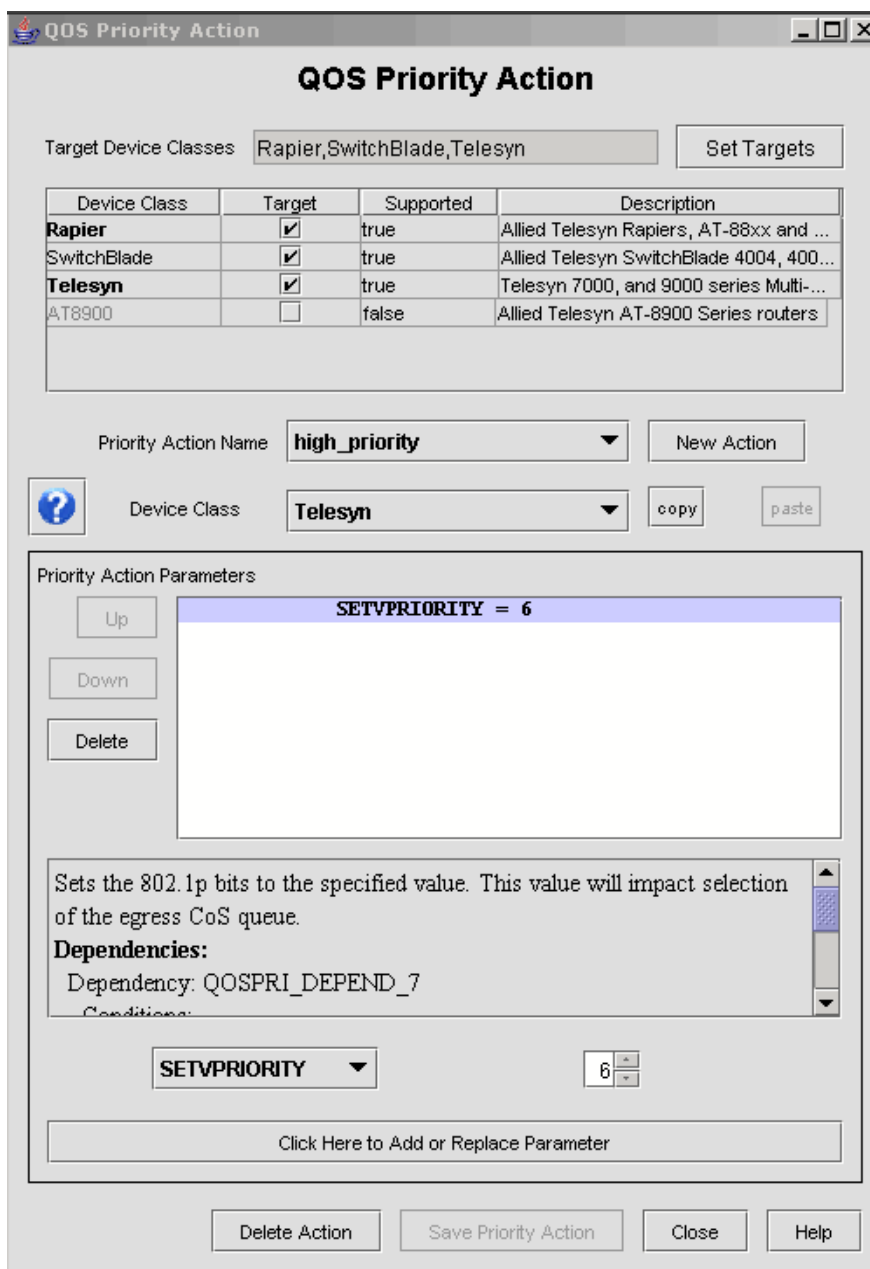 QOS Priority Action
QOS Priority Action
Target Device Classes Rapier,SwitchBlade,Telesyn Set Targets
Device Class Target Supported Description
Rapier true Allied Telesyn Rapiers, AT-88xx and ...
SwitchBlade true Allied Telesyn SwitchBlade 4004, 400...
Telesyn true Telesyn 7000, and 9000 series Multi-...
AT8900 false Allied Telesyn AT-8900 Series routers
Priority Action Name high_priority New Action
? Device Class Telesyn copy paste
Priority Action Parameters
Up SETVPRIORITY = 6
Down
Delete
Sets the 802.1p bits to the specified value. This value will impact selection
of the egress CoS queue.
Dependencies:
Dependency: QOSPRI_DEPEND_7
Conditions:
SETVPRIORITY 6
Click Here to Add or Replace Parameter
Delete Action Save Priority Action Close Help